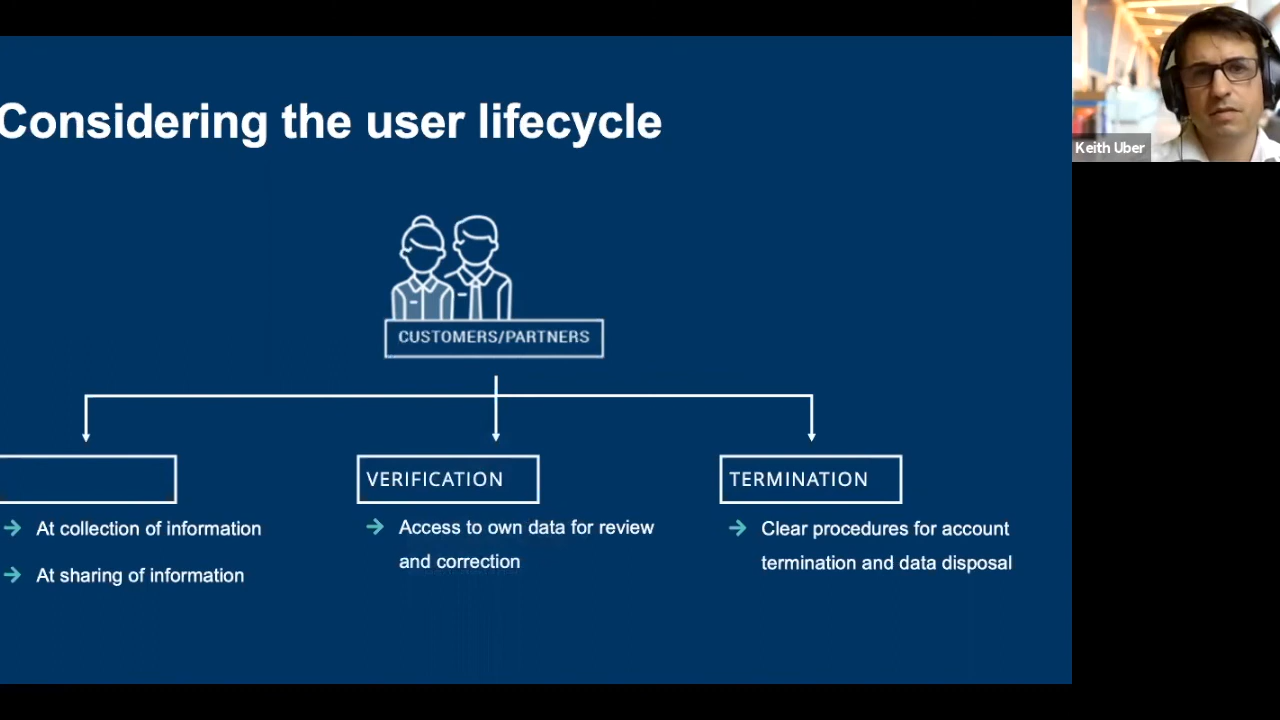 Considering the user lifecycle
Keith Uber
CUSTOMERS/PARTNERS
VERIFICATION
TERMINATION
At collection of information
At sharing of information
Access to own data for review
and correction
Clear procedures for account
termination and data disposal